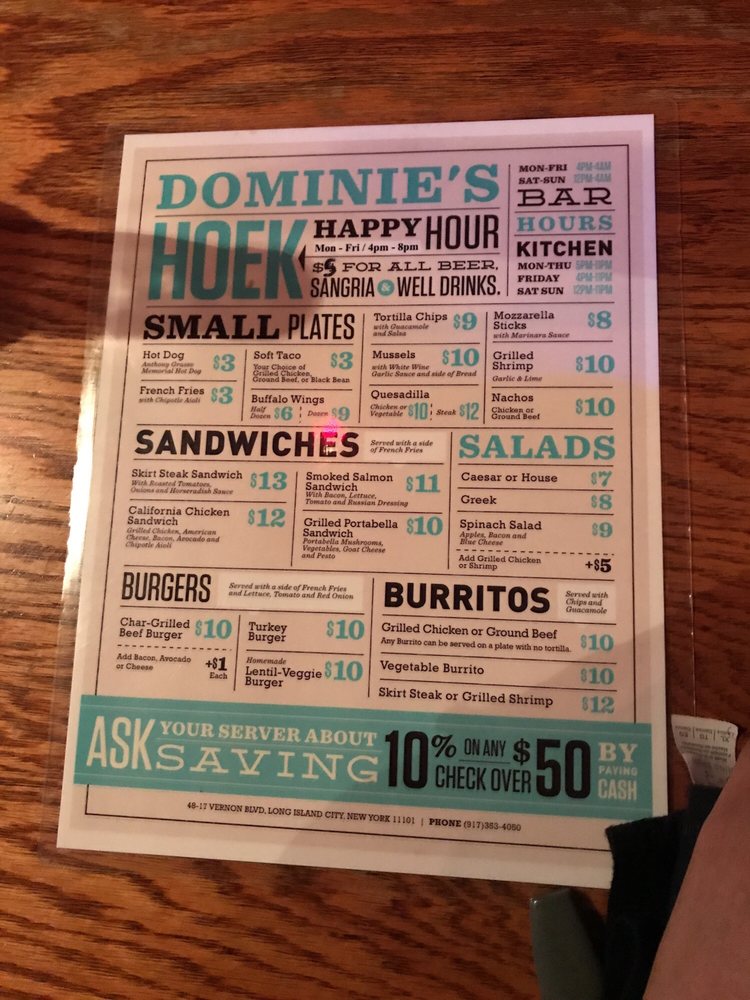 DOMINIE'S
HOEK
HAPPY HOUR
Mon - Fri / 4pm - 8pm
FOR ALL BEER,
SANGRIA & WELL DRINKS.
MON-FRI 4PM-4AM
SAT-SUN 12PM-4AM
BAR
HOURS
KITCHEN
MON-THU 5PM-11PM
FRIDAY 4PM-11PM
SAT SUN 12PM-11PM
SMALL PLATES
Hot Dog $3
Anthony Grasso
Memorial Hot Dog
French Fries $3
with Chipotle Aioli
Soft Taco $3
Your Choice of
Grilled Chicken,
Ground Beef, or Black Bean
Buffalo Wings
Half Dozen $6 Dozen $9
Tortilla Chips $9
with Guacamole
and Salsa
Mussels $10
with White Wine
Garlic Sauce and side of Bread
Quesadilla
Chicken or Vegetable $10 Steak $12
Mozzarella
Sticks $8
with Marinara Sauce
Grilled
Shrimp $10
Garlic & Lime
Nachos $10
Chicken or
Ground Beef
SANDWICHES
Served with a side
of French Fries
Skirt Steak Sandwich $13
With Roasted Tomatoes,
Onions and Horseradish Sauce
California Chicken
Sandwich $12
Grilled Chicken, American
Cheese, Bacon, Avocado and
Chipotle Aioli
Smoked Salmon
Sandwich $11
With Bacon, Lettuce,
Tomato and Russian Dressing
Grilled Portabella
Sandwich $10
Portabella Mushrooms,
Vegetables, Goat Cheese
and Pesto
SALADS
Caesar or House $7
Greek $8
Spinach Salad $9
Apples, Bacon and
Blue Cheese
Add Grilled Chicken
or Shrimp +$5
BURGERS
Served with a side of French Fries
and Lettuce, Tomato and Red Onion
Char-Grilled
Beef Burger $10
Add Bacon, Avocado
or Cheese +$1 Each
Turkey
Burger $10
Homemade
Lentil-Veggie
Burger $10
BURRITOS
Served with
Chips and
Guacamole
Grilled Chicken or Ground Beef $10
Any Burrito can be served on a plate with no tortilla.
Vegetable Burrito $10
Skirt Steak or Grilled Shrimp $12
ASK YOUR SERVER ABOUT
SAVING
10% ON ANY
CHECK OVER $50
BY
PAYING
CASH
48-17 VERNON BLVD, LONG ISLAND CITY, NEW YORK 11101 | PHONE (917)353-4050